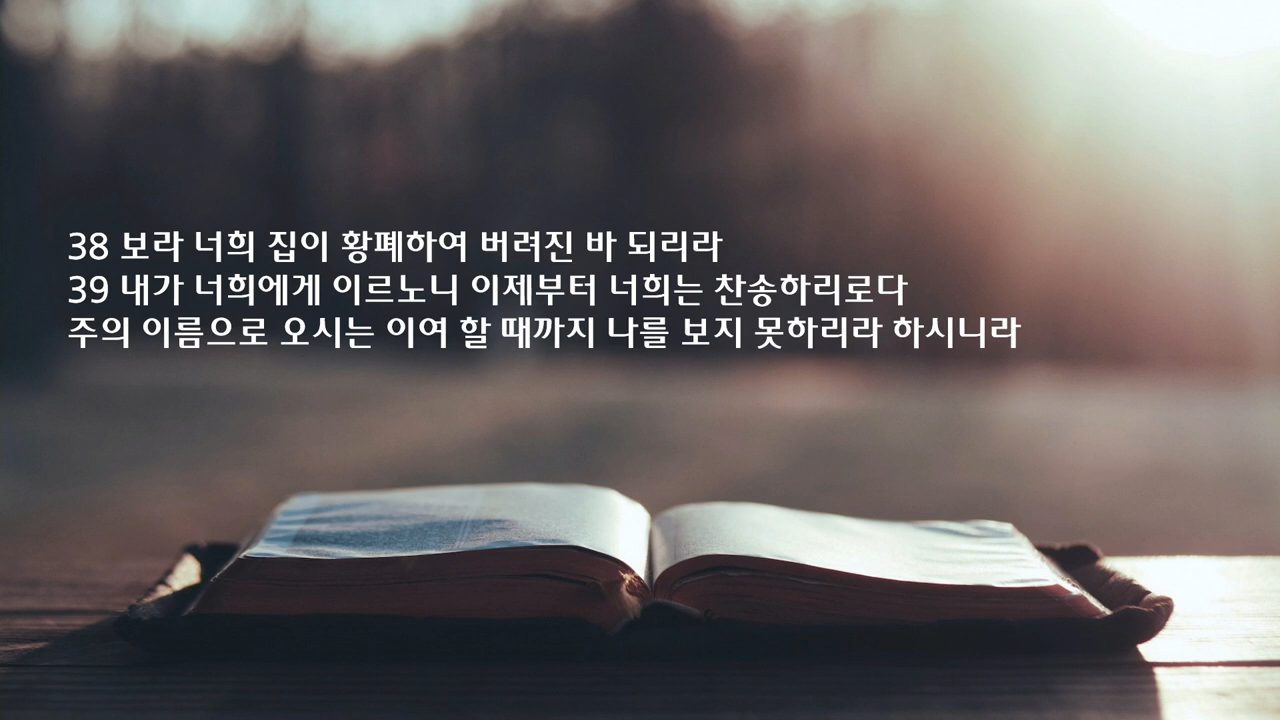 38 보라 너희 집이 황폐하여 버려진 바 되리라
39 내가 너희에게 이르노니 이제부터 너희는 찬송하리로다
주의 이름으로 오시는 이여 할 때까지 나를 보지 못하리라 하시니라